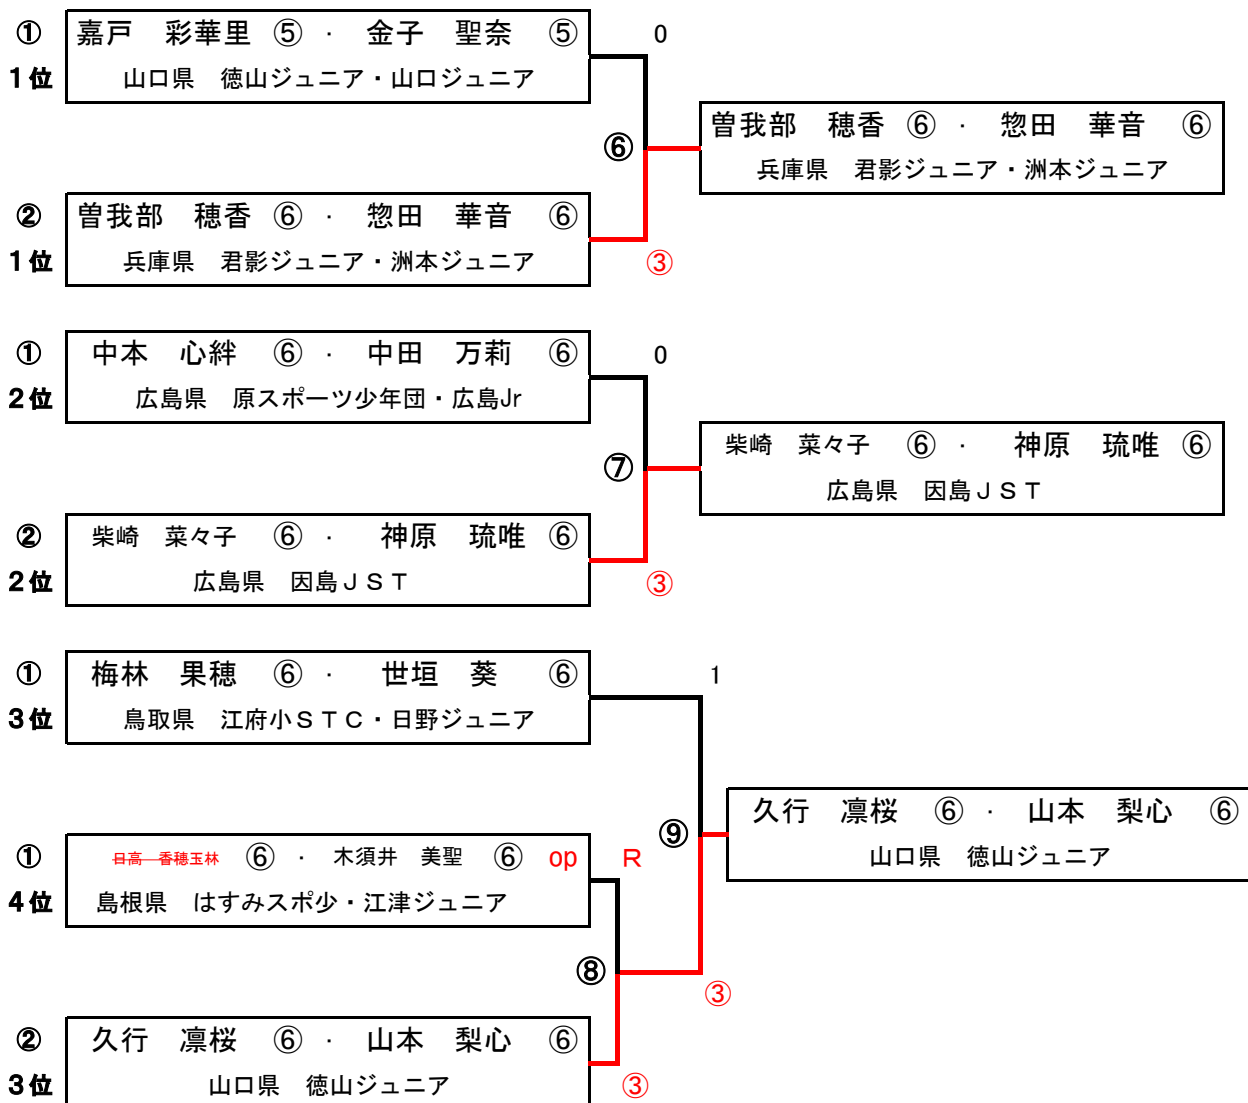 ① 嘉戸 彩華里 ⑤ ・ 金子 聖奈 ⑤ 0
1位 山口県 徳山ジュニア・山口ジュニア
曽我部 穂香 ⑥ ・ 惣田 華音 ⑥
⑥
兵庫県 君影ジュニア・洲本ジュニア
② 曽我部 穂香 ⑥ ・ 惣田 華音 ⑥
1位 兵庫県 君影ジュニア・洲本ジュニア ③
① 中本 心絆 ⑥ ・ 中田 万莉 ⑥ 0
2位 広島県 原スポーツ少年団・広島Jr
柴崎 菜々子 ⑥ ・ 神原 琉唯 ⑥
⑦
広島県 因島JST
② 柴崎 菜々子 ⑥ ・ 神原 琉唯 ⑥
2位 広島県 因島JST ③
① 梅林 果穂 ⑥ ・ 世垣 葵 ⑥ 1
3位 鳥取県 江府小STC・日野ジュニア
久行 凛桜 ⑥ ・ 山本 梨心 ⑥
⑨
山口県 徳山ジュニア
① 日高 香穂玉林 ⑥ ・ 木須井 美聖 ⑥ op R
4位 島根県 はすみスポ少・江津ジュニア
⑧
③
② 久行 凛桜 ⑥ ・ 山本 梨心 ⑥
3位 山口県 徳山ジュニア ③